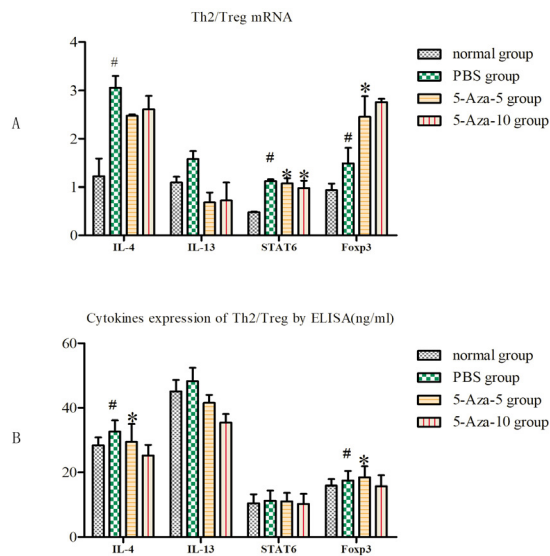 Th2/Treg mRNA
A
4
3
2
1
0
#
#
*
*
#
*
IL-4
IL-13
STAT6
Foxp3
normal group
PBS group
5-Aza-5 group
5-Aza-10 group
Cytokines expression of Th2/Treg by ELISA(ng/ml)
B
60
40
20
0
#
*
#
*
IL-4
IL-13
STAT6
Foxp3
normal group
PBS group
5-Aza-5 group
5-Aza-10 group